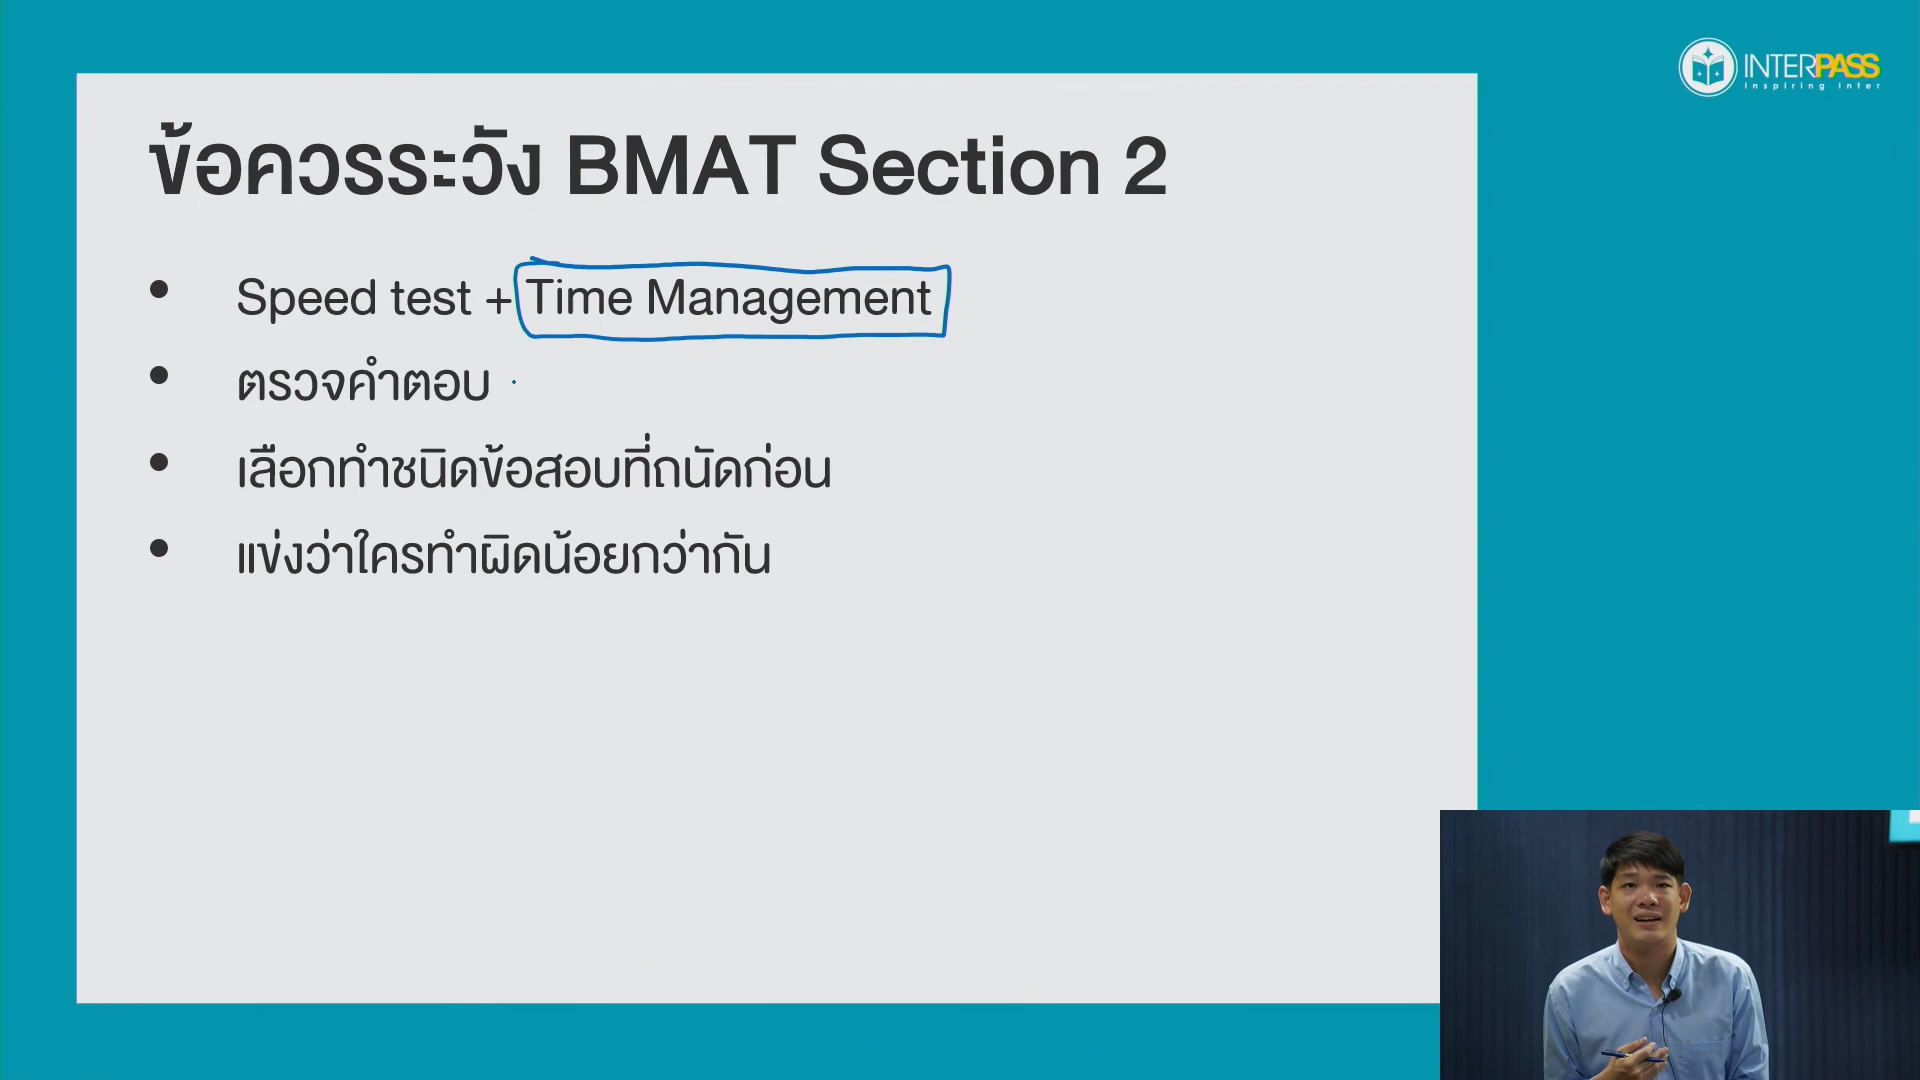 INTERPASS
Inspiring Inter
ข้อควรระวัง BMAT Section 2
• Speed test + Time Management
• ตรวจคำตอบ
• เลือกทำชนิดข้อสอบที่ถนัดก่อน
• แข่งว่าใครทำผิดน้อยกว่ากัน